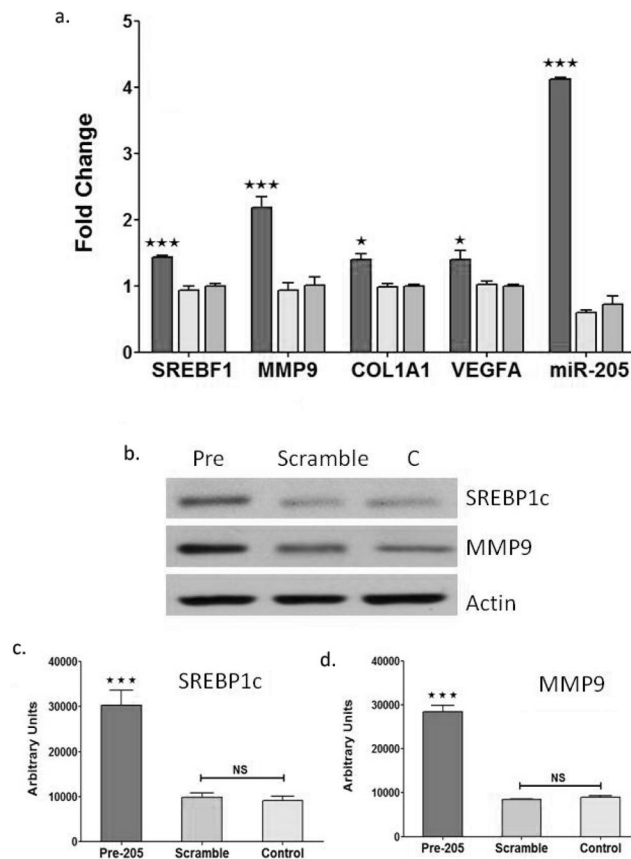 a.
5
4
3
2
1
0
Fold Change
★★★ ★★★ ★ ★ ★★★
SREBF1 MMP9 COL1A1 VEGFA miR-205
b.
Pre Scramble C
SREBP1c
MMP9
Actin
c.
SREBP1c
40000
30000
20000
10000
0
Arbitrary Units
★★★
NS
Pre-205 Scramble Control
d.
MMP9
40000
30000
20000
10000
0
Arbitrary Units
★★★
NS
Pre-205 Scramble Control